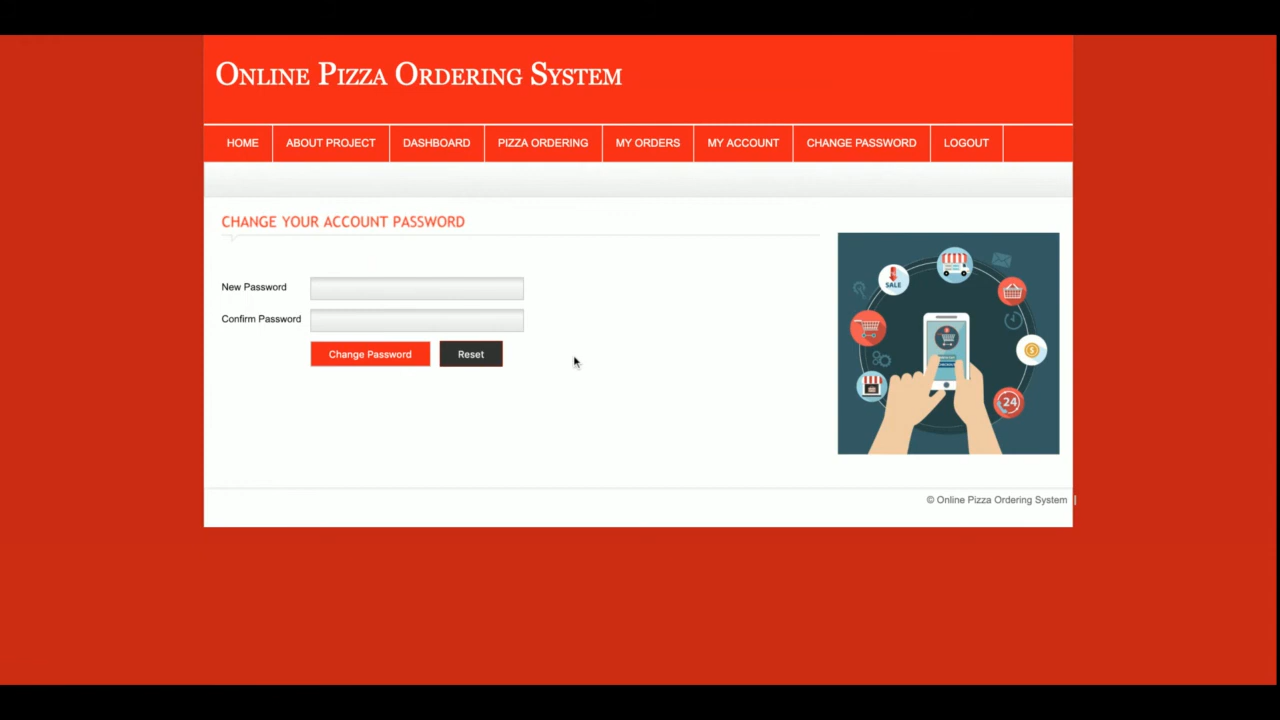 Online Pizza Ordering System
HOME ABOUT PROJECT DASHBOARD PIZZA ORDERING MY ORDERS MY ACCOUNT CHANGE PASSWORD LOGOUT
CHANGE YOUR ACCOUNT PASSWORD
New Password
Confirm Password
Change Password Reset
SALE
24
© Online Pizza Ordering System |